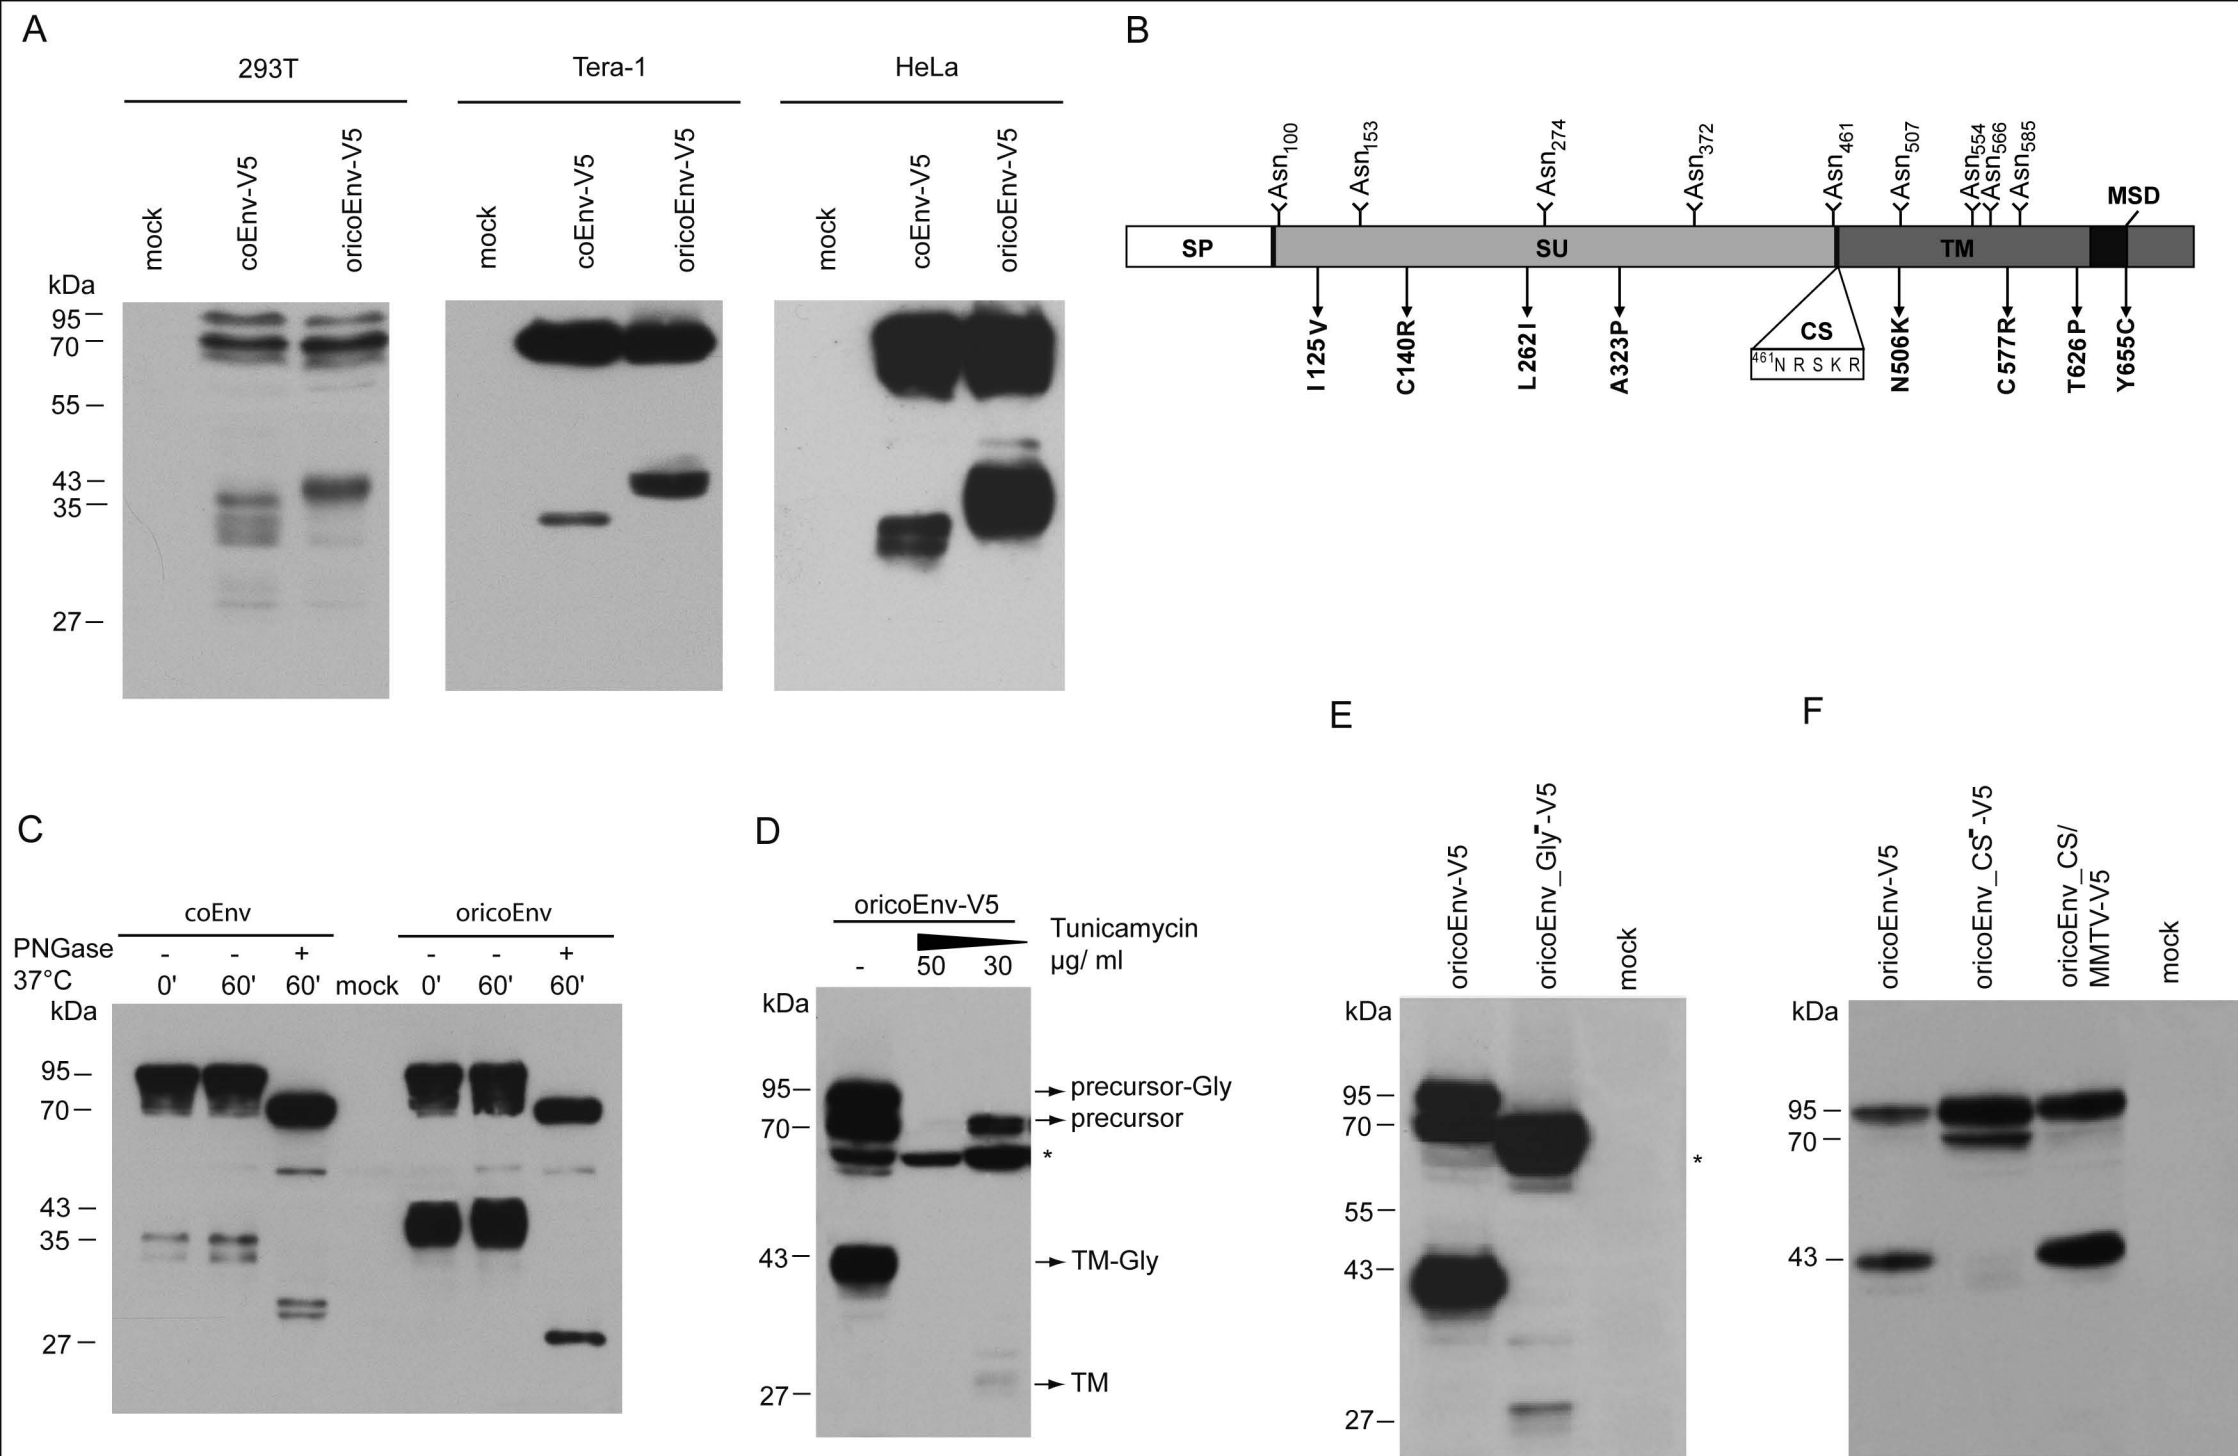 A
293T
Tera-1
HeLa
mock
coEnv-V5
oricoEnv-V5
mock
coEnv-V5
oricoEnv-V5
mock
coEnv-V5
oricoEnv-V5
kDa
95
70
55
43
35
27
B
Asn100
Asn153
Asn274
Asn372
Asn461
Asn507
Asn554
Asn566
Asn585
MSD
SP
SU
TM
I125V
C140R
L262I
A323P
CS
461N R S K R
N506K
C577R
T626P
Y655C
C
coEnv
oricoEnv
PNGase - - + - - +
37°C 0' 60' 60' mock 0' 60' 60'
kDa
95
70
43
35
27
D
oricoEnv-V5
Tunicamycin
µg/ ml
- 50 30
kDa
95
70
43
27
precursor-Gly
precursor
*
TM-Gly
TM
E
oricoEnv-V5
oricoEnv_Gly--V5
mock
kDa
95
70
55
43
27
*
F
oricoEnv-V5
oricoEnv_CS--V5
oricoEnv_CS/
MMTV-V5
mock
kDa
95
70
43